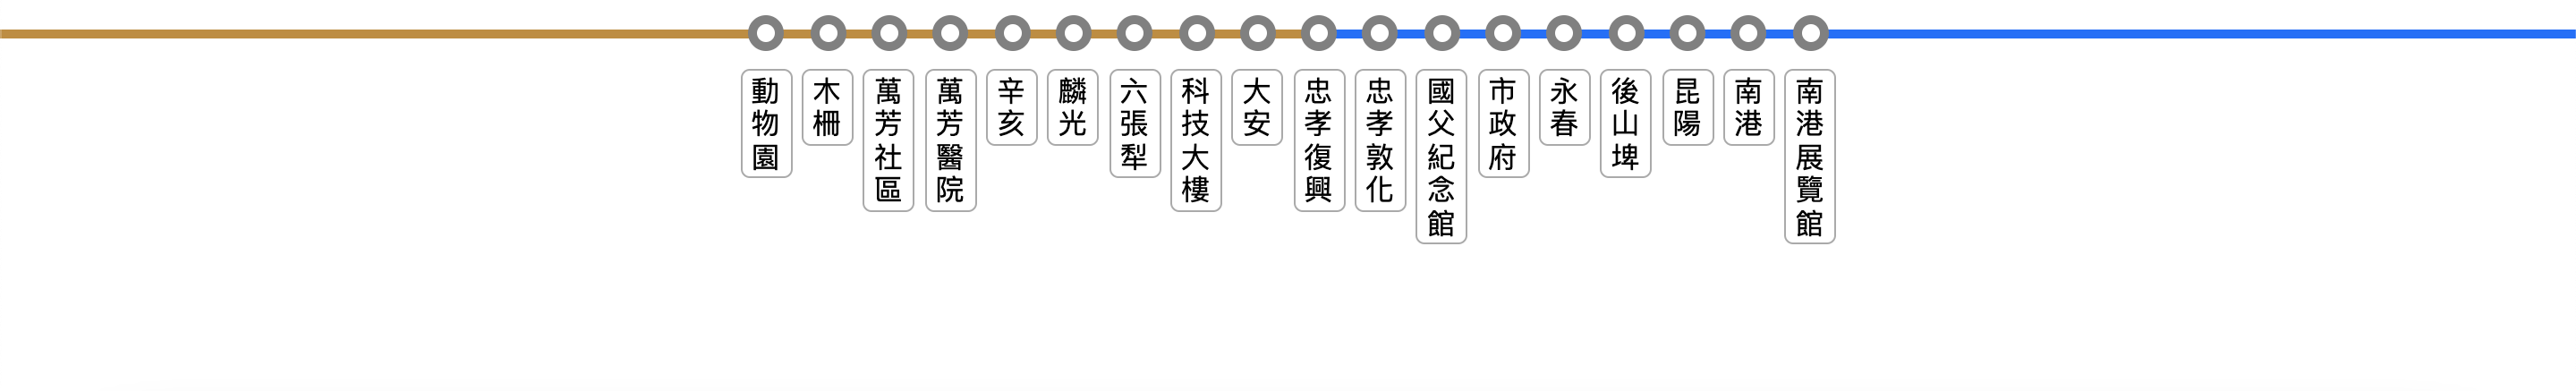 動物園
木柵
萬芳社區
萬芳醫院
辛亥
麟光
六張犁
科技大樓
大安
忠孝復興
忠孝敦化
國父紀念館
市政府
永春
後山埤
昆陽
南港
南港展覽館